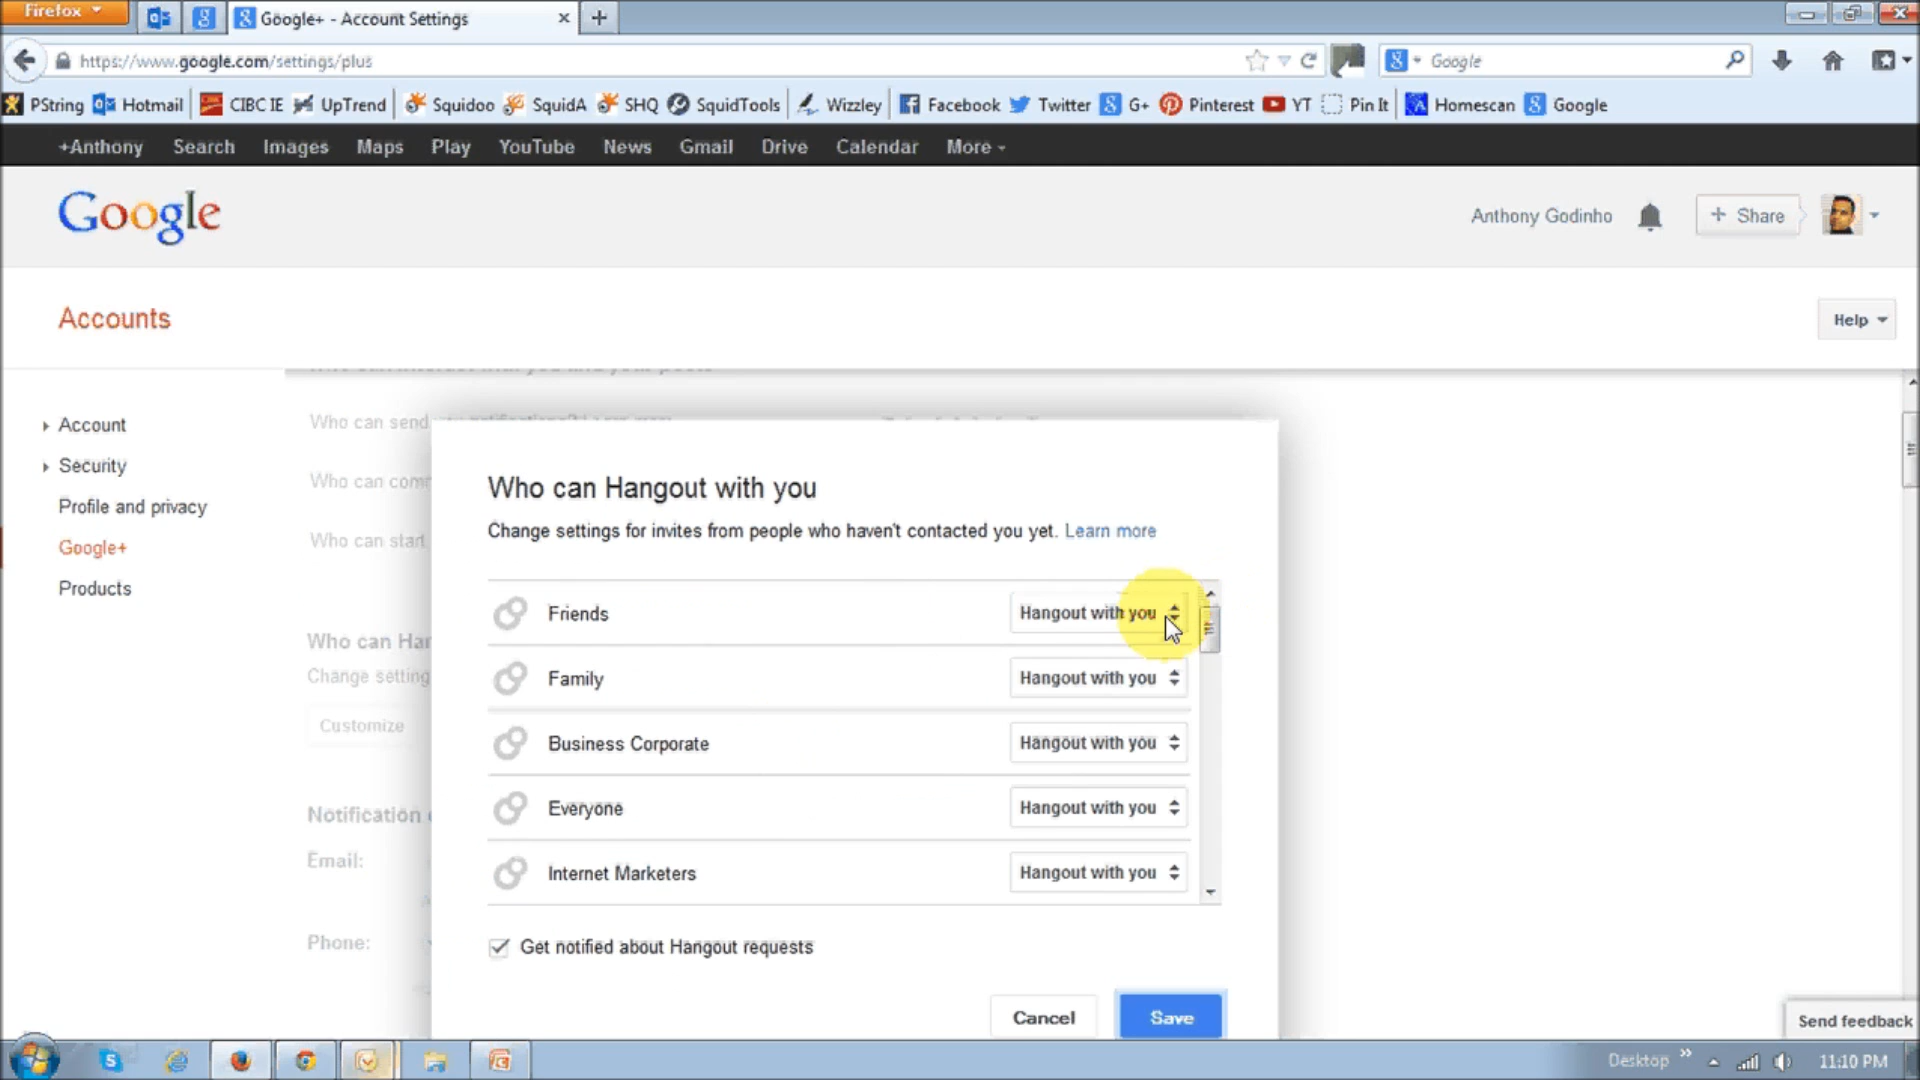 Firefox
Google+ - Account Settings
https://www.google.com/settings/plus
Google
PString Hotmail CIBC IE UpTrend Squidoo SquidA SHQ SquidTools Wizzley Facebook Twitter G+ Pinterest YT Pin It Homescan Google
+Anthony Search Images Maps Play YouTube News Gmail Drive Calendar More
Google
Anthony Godinho
+ Share
Accounts
Help
Account
Security
Profile and privacy
Google+
Products
Who can send
Who can com
Who can start
Who can Har
Change setting
Customize
Notification
Email:
Phone:
Who can Hangout with you
Change settings for invites from people who haven't contacted you yet. Learn more
Friends Hangout with you
Family Hangout with you
Business Corporate Hangout with you
Everyone Hangout with you
Internet Marketers Hangout with you
Get notified about Hangout requests
Cancel Save
Send feedback
Desktop
11:10 PM